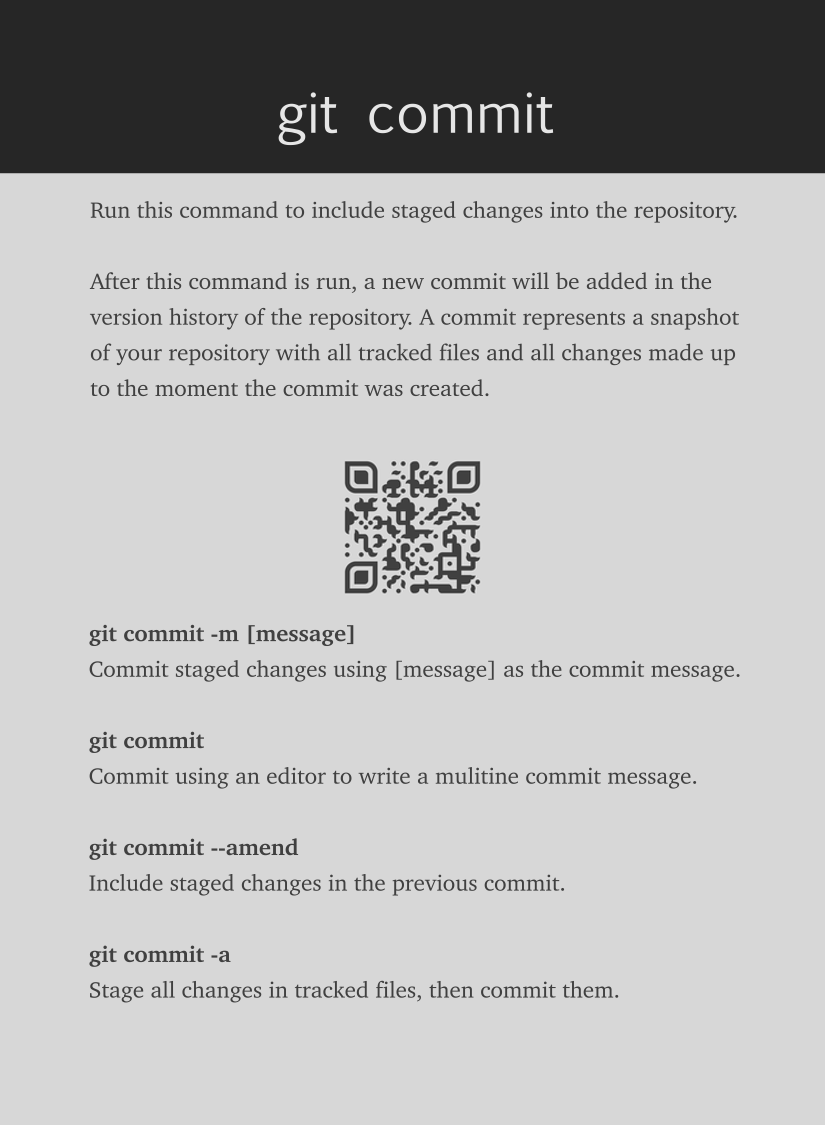 git commit
Run this command to include staged changes into the repository.
After this command is run, a new commit will be added in the
version history of the repository. A commit represents a snapshot
of your repository with all tracked files and all changes made up
to the moment the commit was created.
git commit -m [message]
Commit staged changes using [message] as the commit message.
git commit
Commit using an editor to write a mulitine commit message.
git commit --amend
Include staged changes in the previous commit.
git commit -a
Stage all changes in tracked files, then commit them.